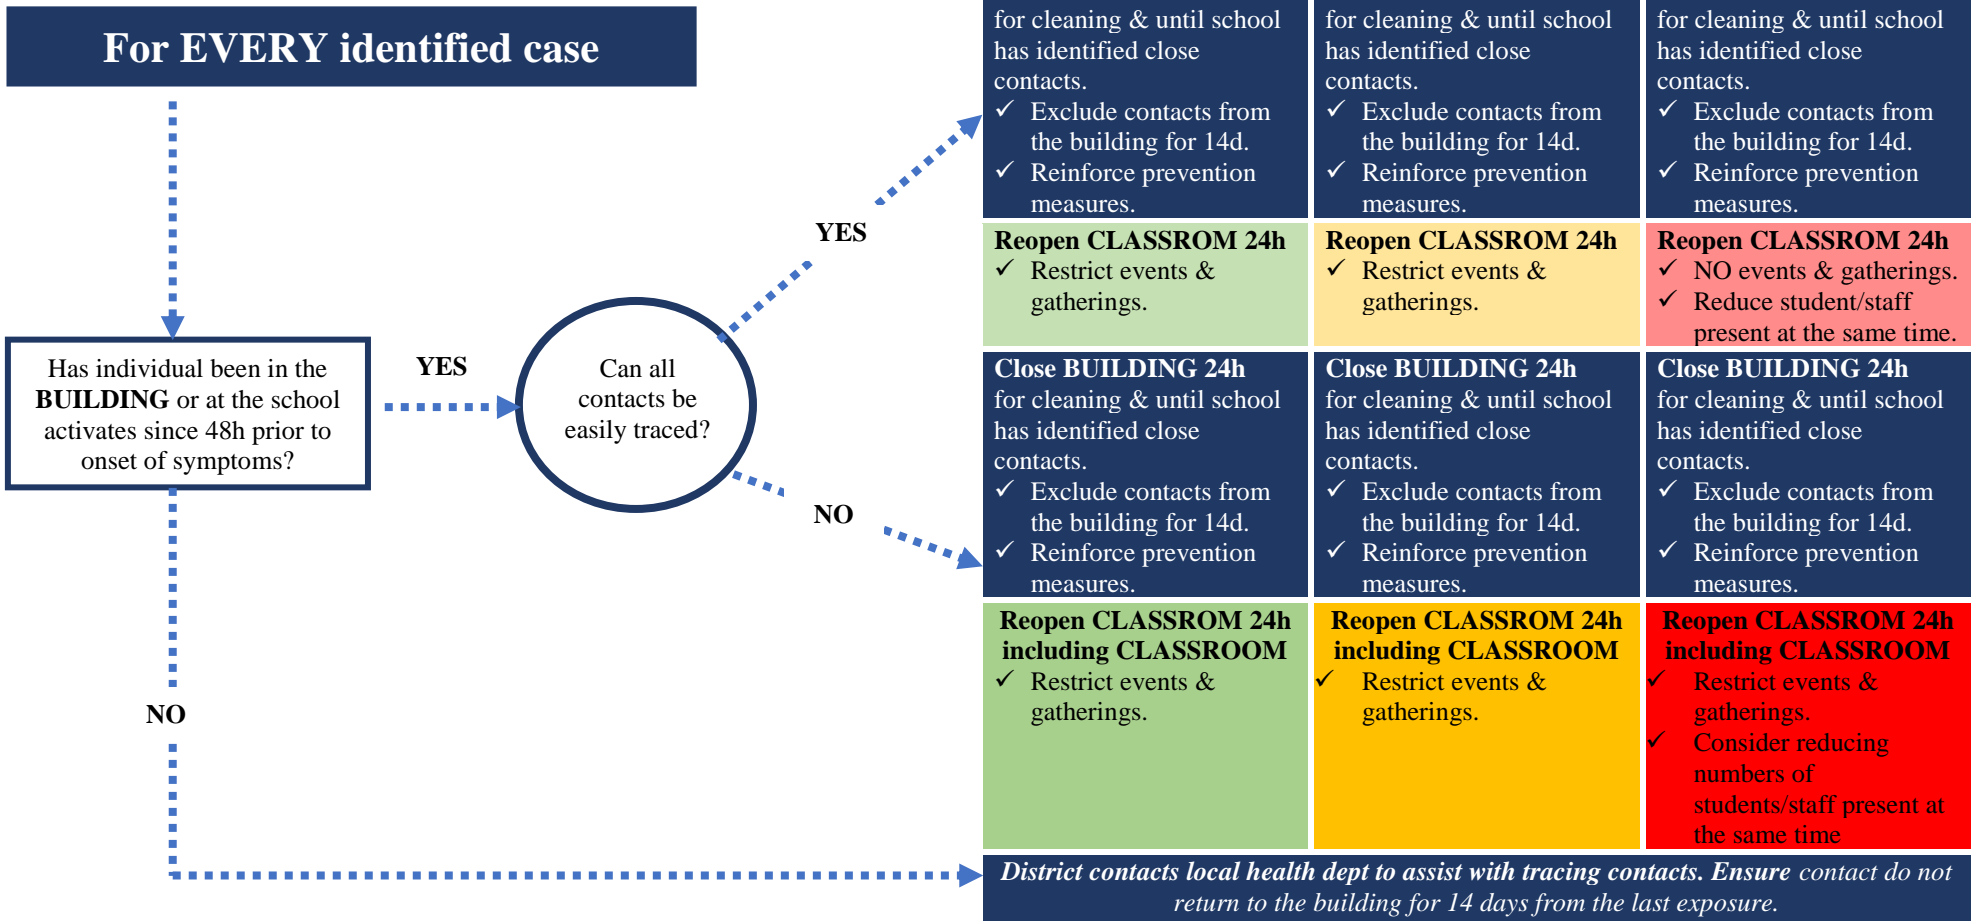 For EVERY identified case
for cleaning & until school
has identified close
contacts.
✓ Exclude contacts from
the building for 14d.
✓ Reinforce prevention
measures.
for cleaning & until school
has identified close
contacts.
✓ Exclude contacts from
the building for 14d.
✓ Reinforce prevention
measures.
for cleaning & until school
has identified close
contacts.
✓ Exclude contacts from
the building for 14d.
✓ Reinforce prevention
measures.
YES
Reopen CLASSROM 24h
✓ Restrict events &
gatherings.
Reopen CLASSROM 24h
✓ Restrict events &
gatherings.
Reopen CLASSROM 24h
✓ NO events & gatherings.
✓ Reduce student/staff
present at the same time.
Has individual been in the
BUILDING or at the school
activates since 48h prior to
onset of symptoms?
YES
Can all
contacts be
easily traced?
NO
Close BUILDING 24h
for cleaning & until school
has identified close
contacts.
✓ Exclude contacts from
the building for 14d.
✓ Reinforce prevention
measures.
Close BUILDING 24h
for cleaning & until school
has identified close
contacts.
✓ Exclude contacts from
the building for 14d.
✓ Reinforce prevention
measures.
Close BUILDING 24h
for cleaning & until school
has identified close
contacts.
✓ Exclude contacts from
the building for 14d.
✓ Reinforce prevention
measures.
Reopen CLASSROM 24h
including CLASSROOM
✓ Restrict events &
gatherings.
Reopen CLASSROM 24h
including CLASSROOM
✓ Restrict events &
gatherings.
Reopen CLASSROM 24h
including CLASSROOM
✓ Restrict events &
gatherings.
✓ Consider reducing
numbers of
students/staff present at
the same time
NO
District contacts local health dept to assist with tracing contacts. Ensure contact do not
return to the building for 14 days from the last exposure.